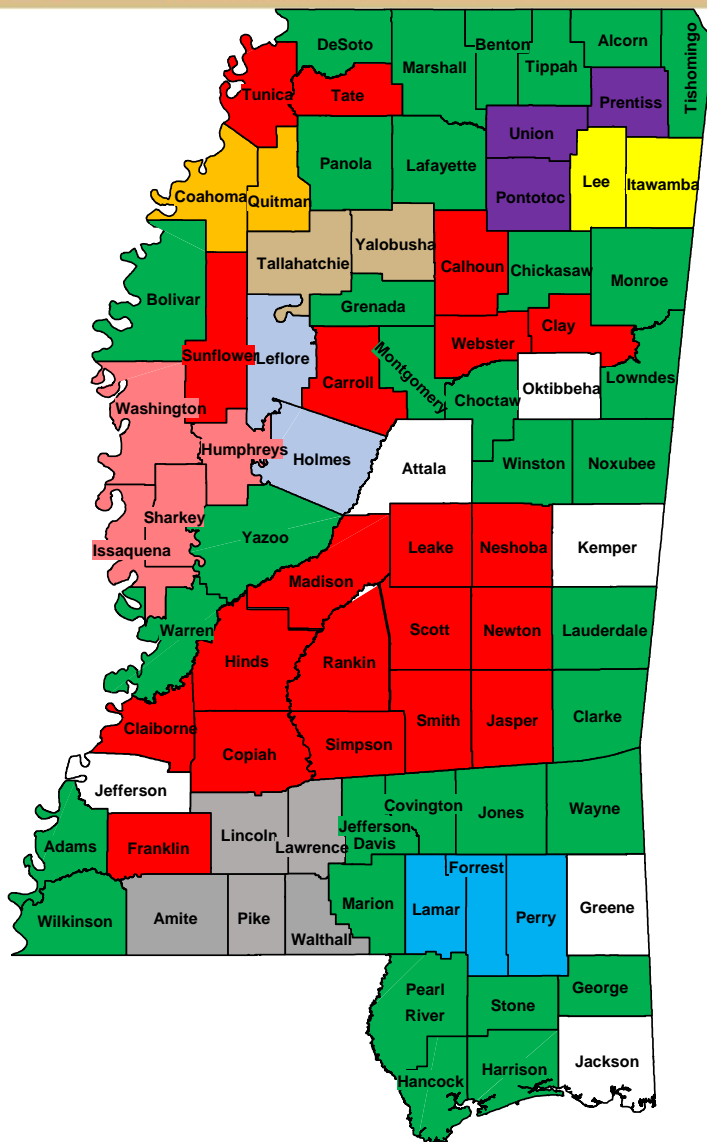 DeSoto
Benton
Alcorn
Tishomingo
Marshall
Tippah
Tunica
Tate
Prentiss
Union
Panola
Lafayette
Lee
Itawamba
Coahoma
Quitman
Pontotoc
Yalobusha
Tallahatchie
Calhoun
Chickasaw
Monroe
Bolivar
Grenada
Clay
Webster
Sunflower
Leflore
Carroll
Montgomery
Oktibbeha
Lowndes
Choctaw
Washington
Humphreys
Holmes
Attala
Winston
Noxubee
Sharkey
Issaquena
Yazoo
Leake
Neshoba
Kemper
Madison
Warren
Scott
Newton
Lauderdale
Hinds
Rankin
Claiborne
Copiah
Simpson
Smith
Jasper
Clarke
Jefferson
Lincoln
Lawrence
Covington
Jefferson
Davis
Jones
Wayne
Adams
Franklin
Forrest
Wilkinson
Amite
Pike
Walthall
Marion
Lamar
Perry
Greene
Pearl
River
Stone
George
Hancock
Harrison
Jackson